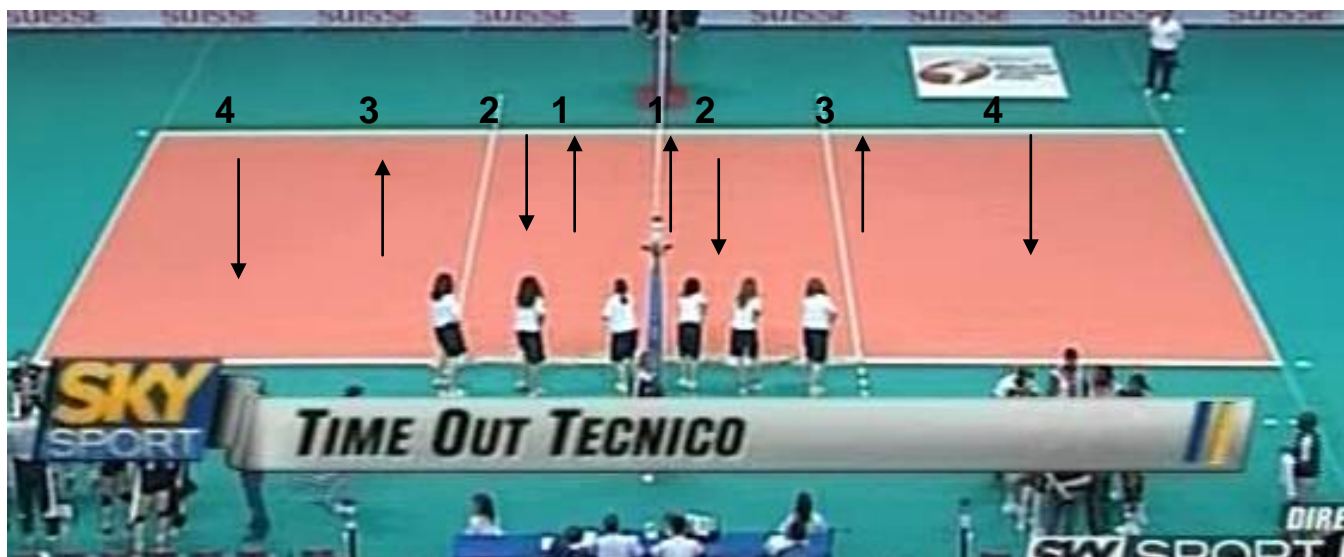 SUISSE SUISSE SUISSE SUISSE SUISSE SUISSE
4 3 2 1 1 2 3 4
SKY
SPORT
TIME OUT TECNICO
DIRE
SKY SPORT